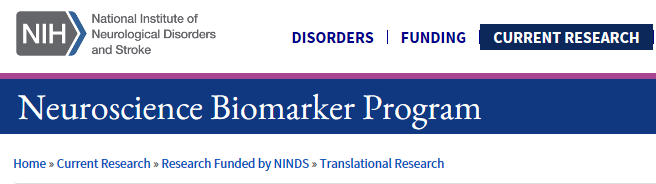 NIH
National Institute of
Neurological Disorders
and Stroke
DISORDERS | FUNDING | CURRENT RESEARCH
Neuroscience Biomarker Program
Home » Current Research » Research Funded by NINDS » Translational Research